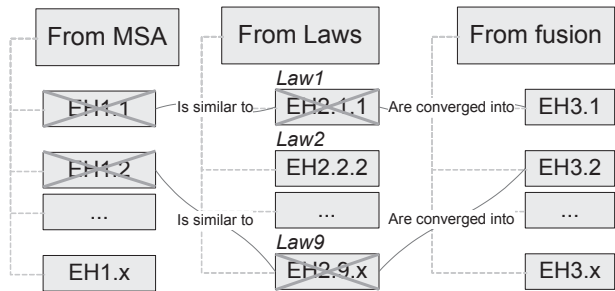 From MSA
From Laws
From fusion
Law1
EH1.1
Is similar to
EH2.1.1
Are converged into
EH3.1
Law2
EH1.2
EH2.2.2
EH3.2
...
Is similar to
...
Are converged into
...
Law9
EH1.x
EH2.9.x
EH3.x